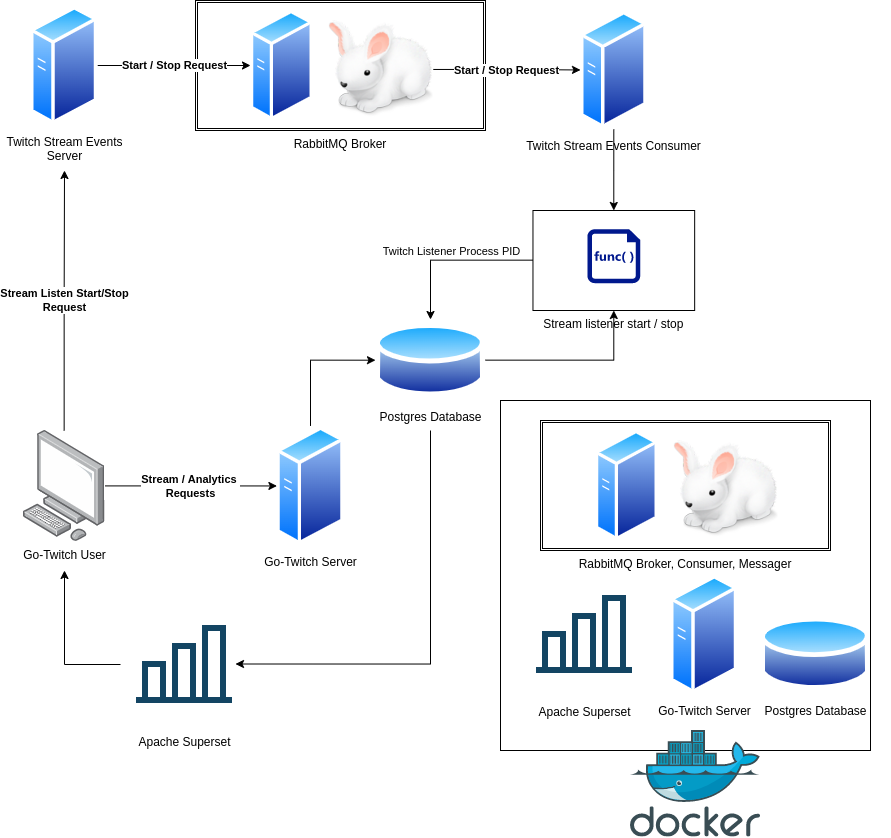 Start / Stop Request
Start / Stop Request
Twitch Stream Events
Server
RabbitMQ Broker
Twitch Stream Events Consumer
func( )
Twitch Listener Process PID
Stream listener start / stop
Stream Listen Start/Stop
Request
Postgres Database
Stream / Analytics
Requests
Go-Twitch User
Go-Twitch Server
Apache Superset
RabbitMQ Broker, Consumer, Messager
Apache Superset
Go-Twitch Server
Postgres Database
docker